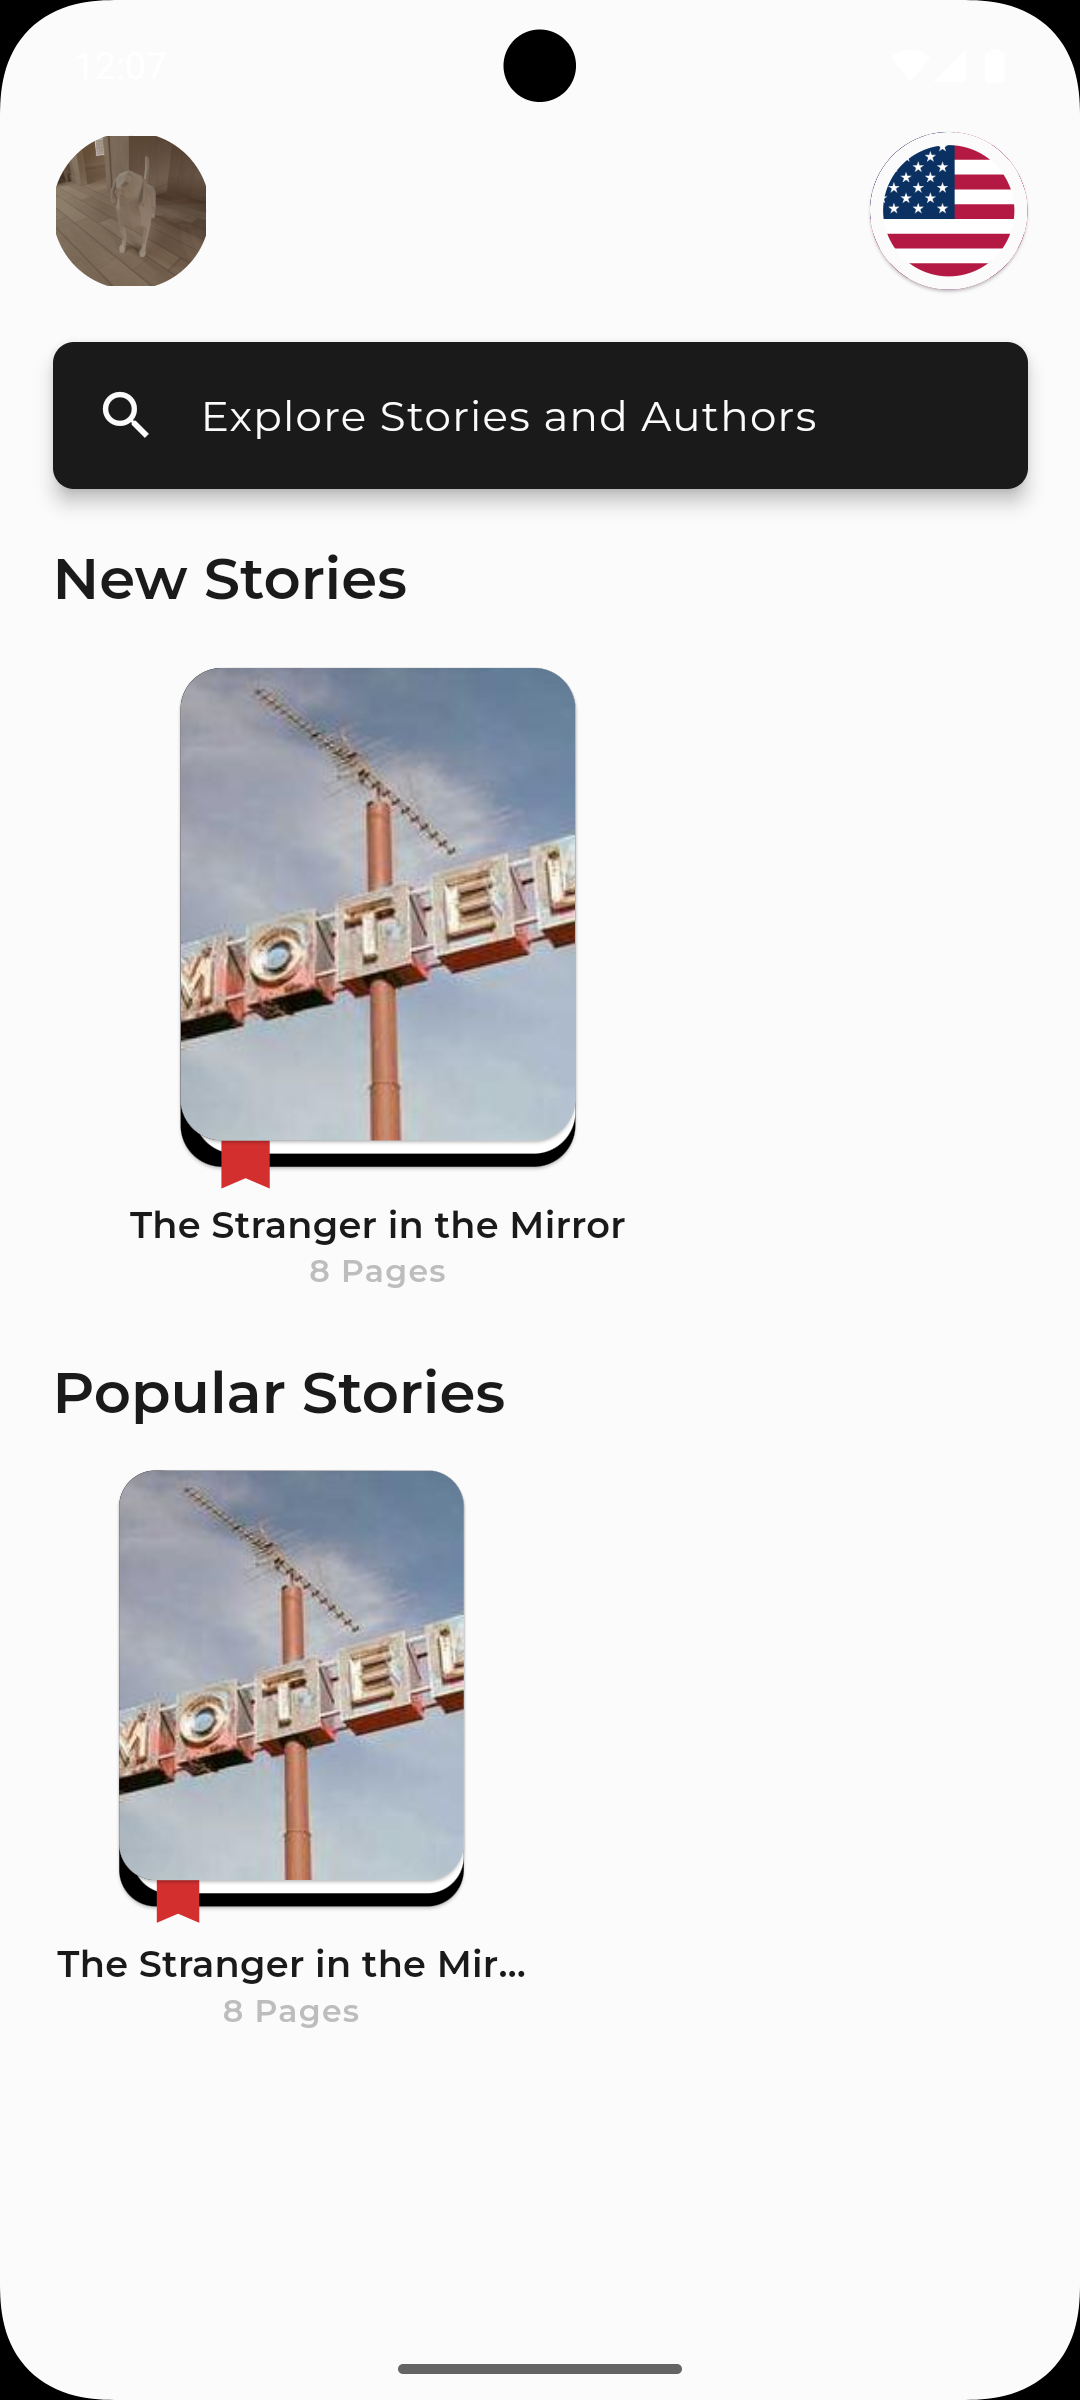 12:07
Explore Stories and Authors
New Stories
MOTEL
The Stranger in the Mirror
8 Pages
Popular Stories
MOTEL
The Stranger in the Mir...
8 Pages